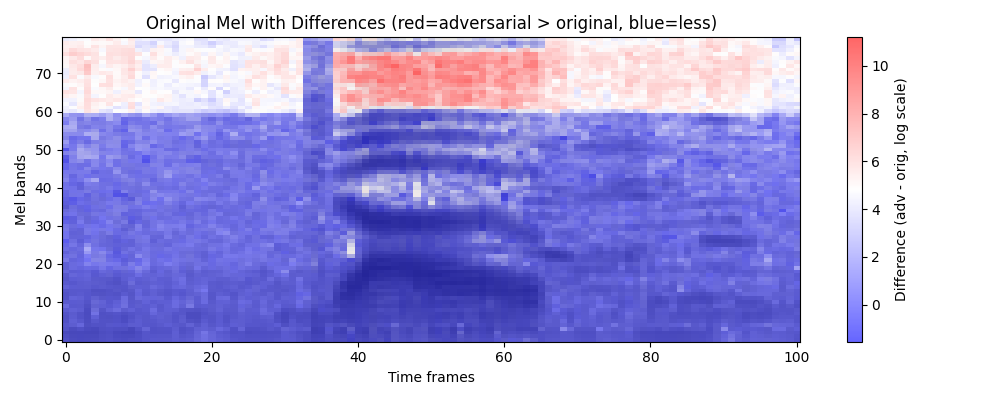 Original Mel with Differences (red=adversarial > original, blue=less)
Mel bands
70
60
50
40
30
20
10
0
0 20 40 60 80 100
Time frames
10
8
6
4
2
0
Difference (adv - orig, log scale)